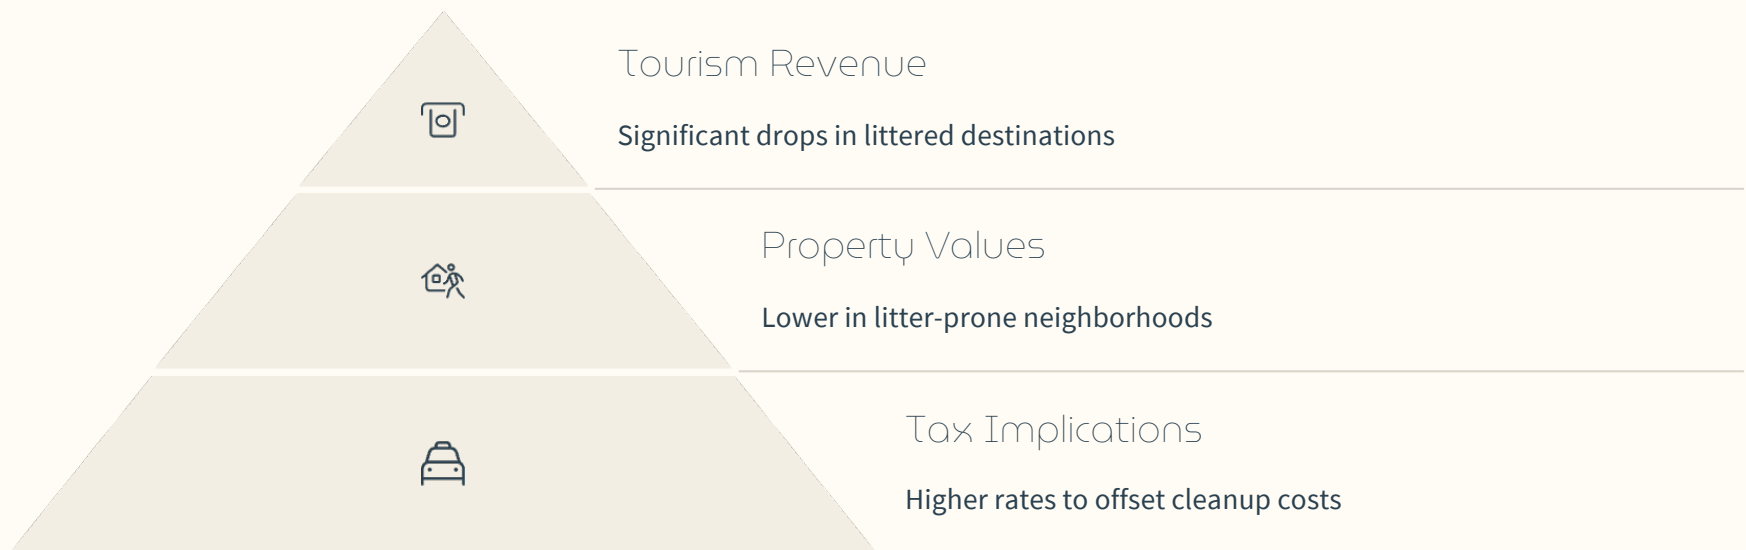 Tourism Revenue
Significant drops in littered destinations
Property Values
Lower in litter-prone neighborhoods
Tax Implications
Higher rates to offset cleanup costs